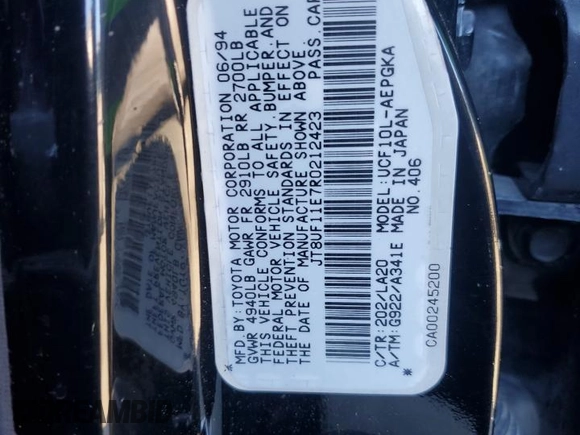 MFD BY: TOYOTA MOTOR CORPORATION 06/94
GVWR 4940LB GAWR FR 2910LB RR 2700LB
THIS VEHICLE CONFORMS TO ALL APPLICABLE
FEDERAL MOTOR VEHICLE SAFETY, BUMPER, AND
THEFT PREVENTION STANDARDS IN EFFECT ON
THE DATE OF MANUFACTURE SHOWN ABOVE.
JT8UF11E7R0212423 PASS.CAR
C/TR:202/LA20 MODEL:UCF10L-AEPGKA
A/TM:G922/A341E MADE IN JAPAN
NO.406
CA00245200